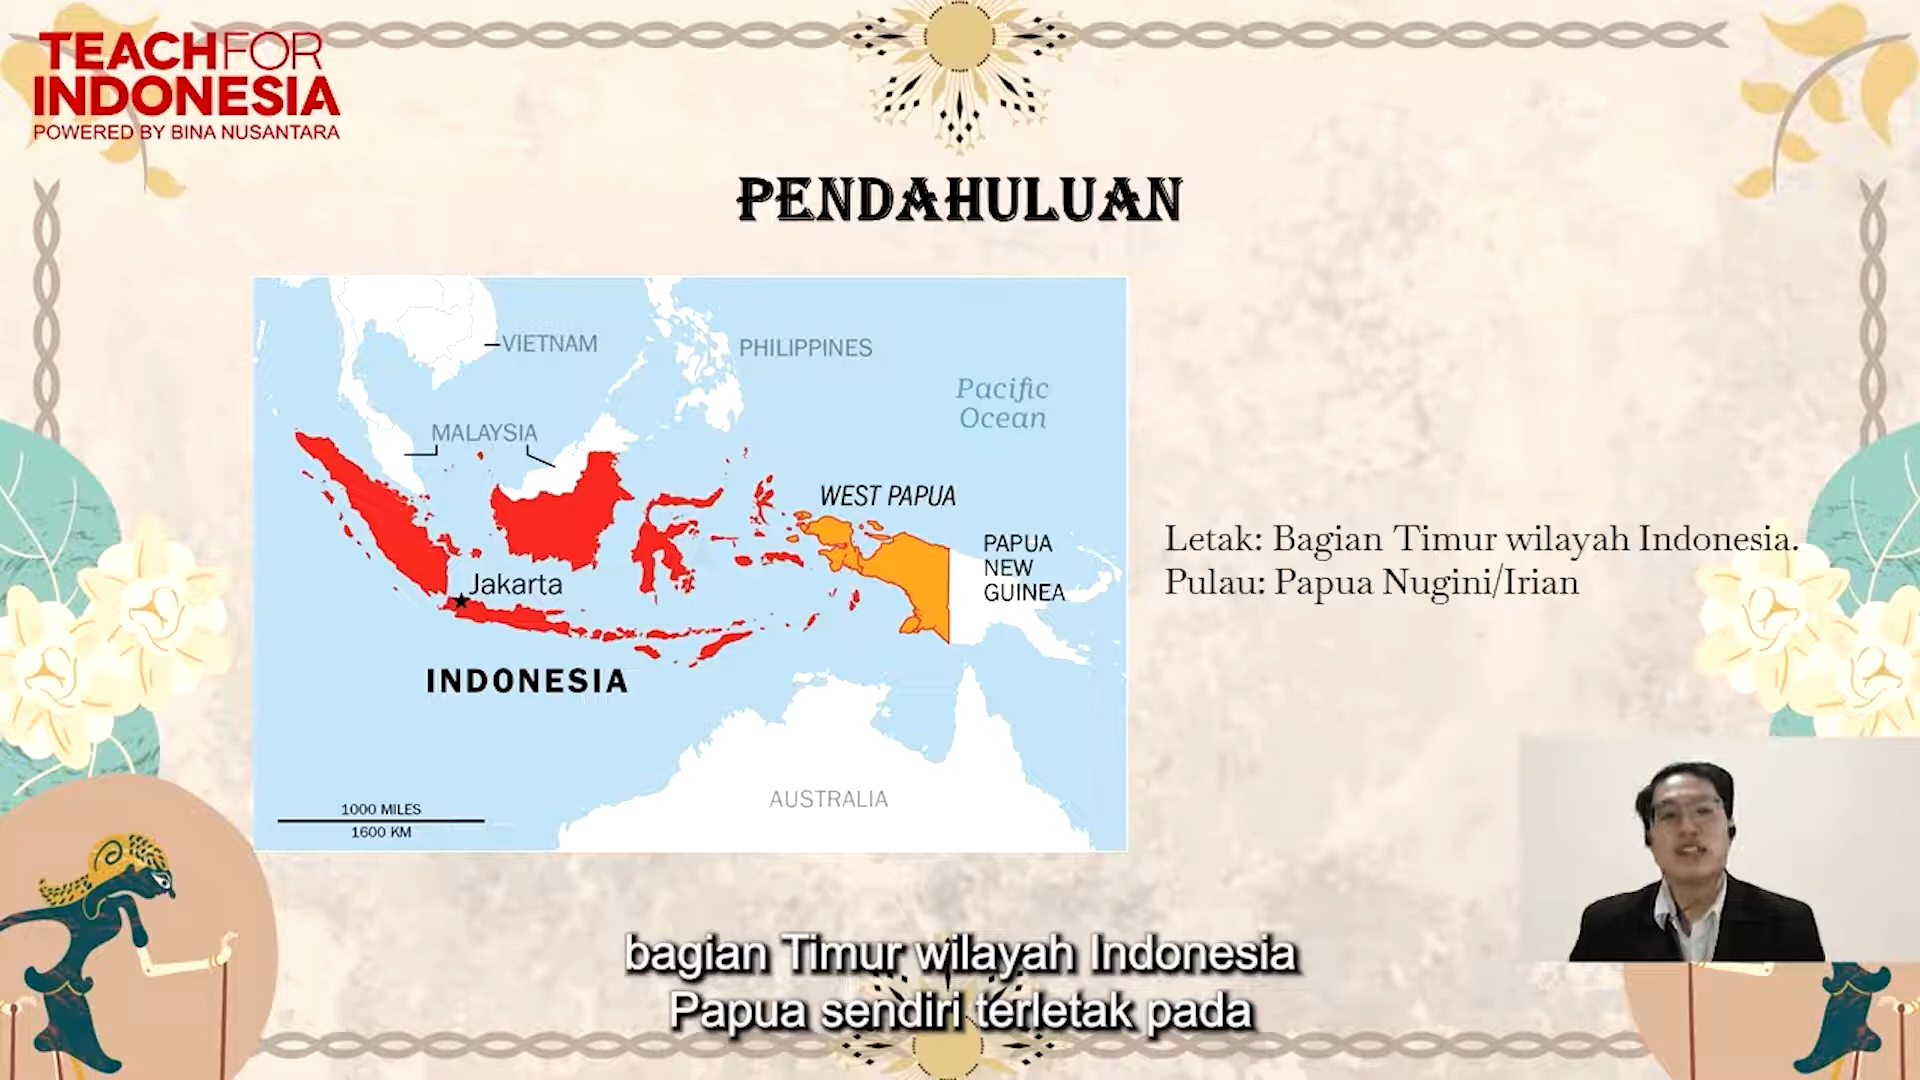 TEACHFOR
INDONESIA
POWERED BY BINA NUSANTARA
PENDAHULUAN
VIETNAM
PHILIPPINES
Pacific
Ocean
MALAYSIA
WEST PAPUA
PAPUA
NEW
GUINEA
Jakarta
INDONESIA
AUSTRALIA
1000 MILES
1600 KM
Letak: Bagian Timur wilayah Indonesia.
Pulau: Papua Nugini/Irian
bagian Timur wilayah Indonesia
Papua sendiri terletak pada